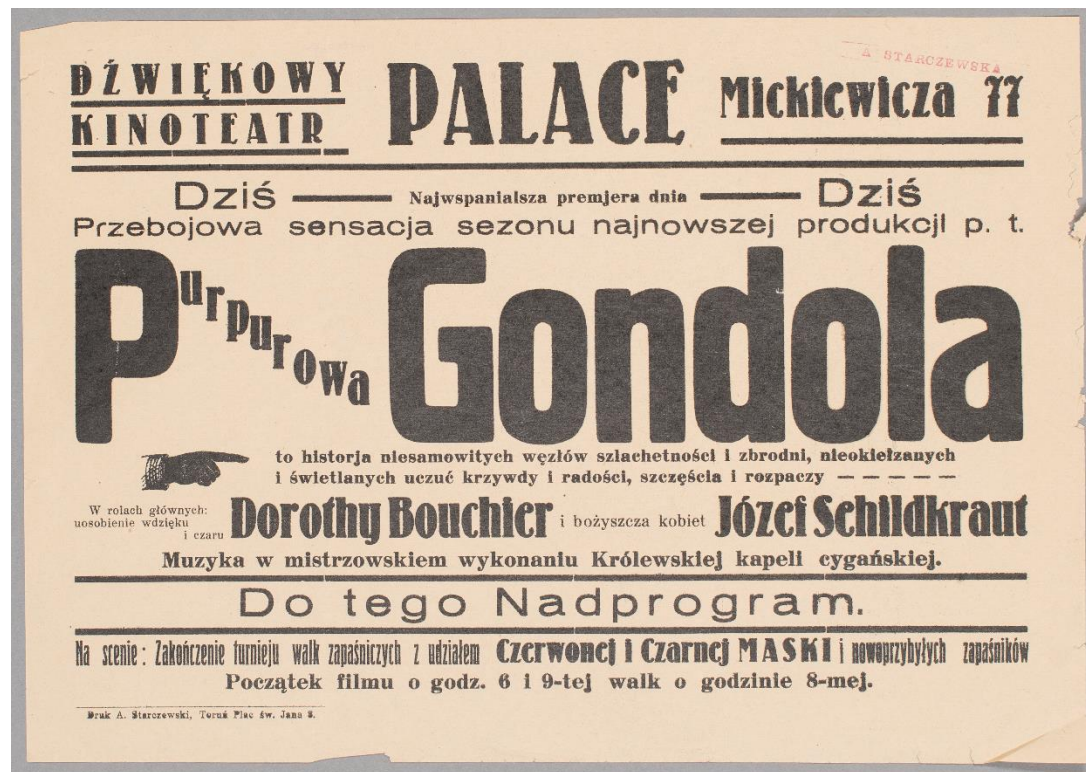 A STARCZEWSKA
DŹWIĘKOWY KINOTEATR
PALACE
Mickiewicza 77
Dziś Najwspanialsza premjera dnia Dziś
Przebojowa sensacja sezonu najnowszej produkcji p. t.
Purpurowa Gondola
to historja niesamowitych węzłów szlachetności i zbrodni, nieokiełzanych
i świetlanych uczuć krzywdy i radości, szczęścia i rozpaczy — — — — —
W rolach głównych:
uosobienie wdzięku
i czaru Dorothy Bouchier i bożyszcza kobiet Józef Schildkraut
Muzyka w mistrzowskiem wykonaniu Królewskiej kapeli cygańskiej.
Do tego Nadprogram.
Na scenie: Zakończenie turnieju walk zapaśniczych z udziałem Czerwonej i Czarnej MASKI i nowoprzybyłych zapaśników
Początek filmu o godz. 6 i 9-tej walk o godzinie 8-mej.
Druk A. Starczewski, Toruń Plac św. Jana 3.